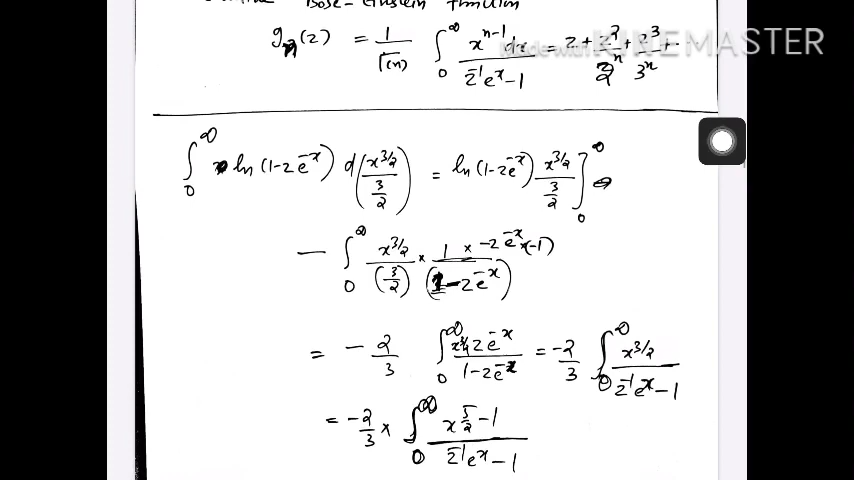 Bose-Einstein function
g_n(z) = 1/Γ(n) ∫_0^∞ x^{n-1} dx / (z^{-1}e^x - 1) = z + z^2/2^n + z^3/3^n + ..
Made with KINEMASTER
∫_0^∞ ln(1-ze^{-x}) d(x^{3/2}/(3/2)) = ln(1-ze^{-x}) x^{3/2}/(3/2) ]_0^∞
- ∫_0^∞ x^{3/2}/(3/2) × 1 × -ze^{-x} × (-1) / (1-ze^{-x})
= -2/3 ∫_0^∞ x^{3/2} ze^{-x} / (1-ze^{-x}) = -2/3 ∫_0^∞ x^{3/2} / (z^{-1}e^x - 1)
= -2/3 × ∫_0^∞ x^{5/2 - 1} / (z^{-1}e^x - 1)